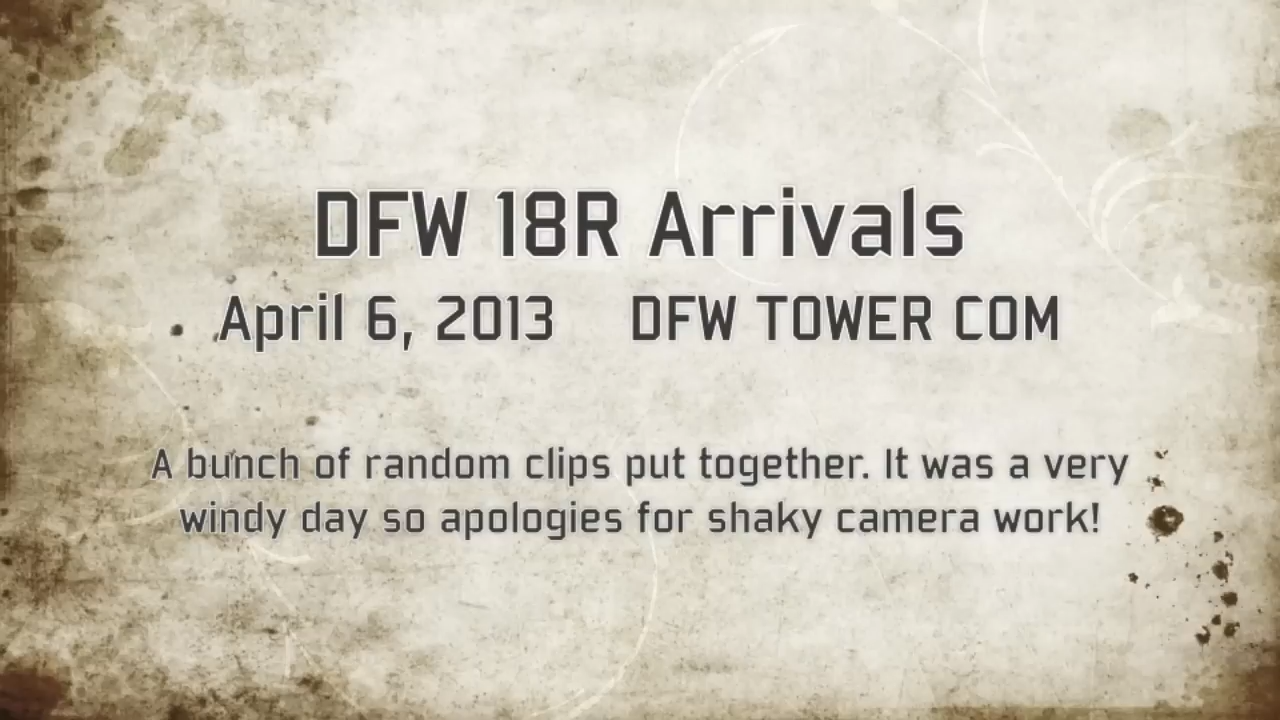 DFW 18R Arrivals
April 6, 2013 DFW TOWER COM
A bunch of random clips put together. It was a very
windy day so apologies for shaky camera work!